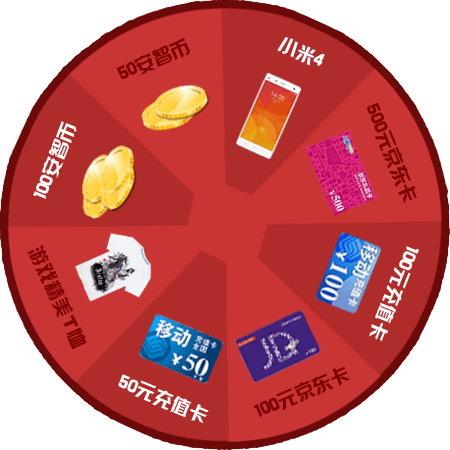 小米4
14:00
500元京东卡
¥500
100元充值卡
移动
充值卡
¥100
100元京东卡
JD
50元充值卡
移动
充值卡
全国
¥50
游戏精美T恤
100安智币
50安智币